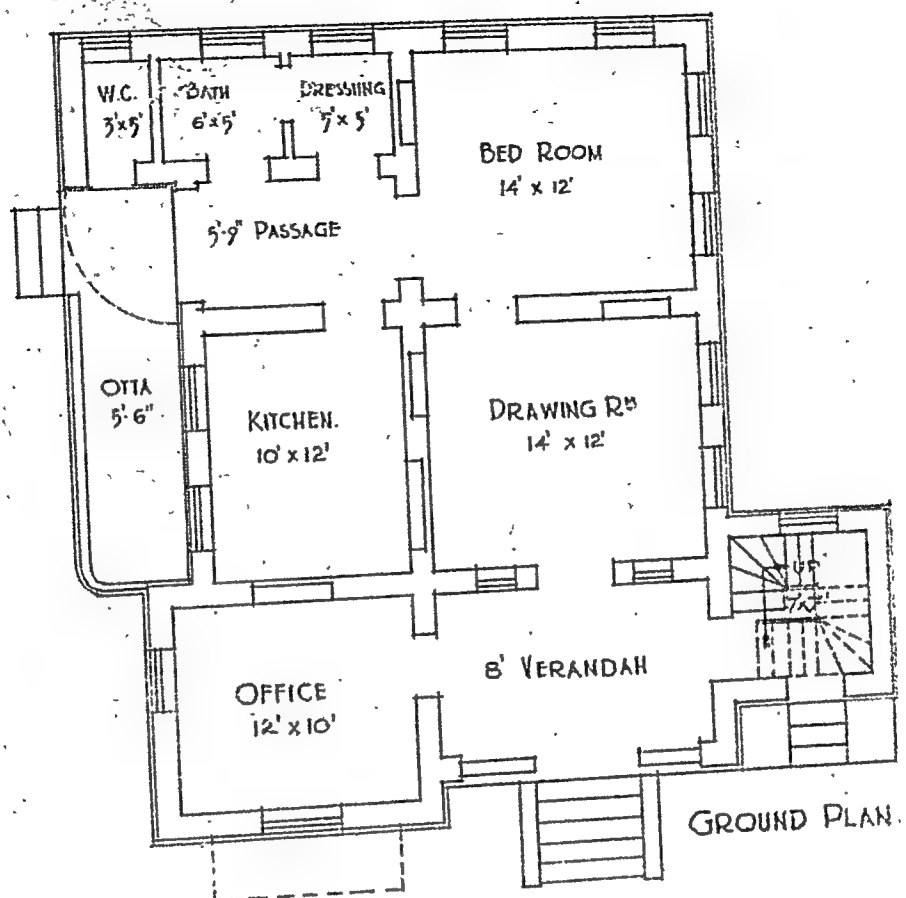 W.C.
3'x5'
BATH
6'x5'
DRESSING
7'x5'
BED ROOM
14' x 12'
5'-9" PASSAGE
OTTA
5'-6"
KITCHEN.
10' x 12'
DRAWING RM
14' x 12'
OFFICE
12' x 10'
8' VERANDAH
UP
GROUND PLAN.